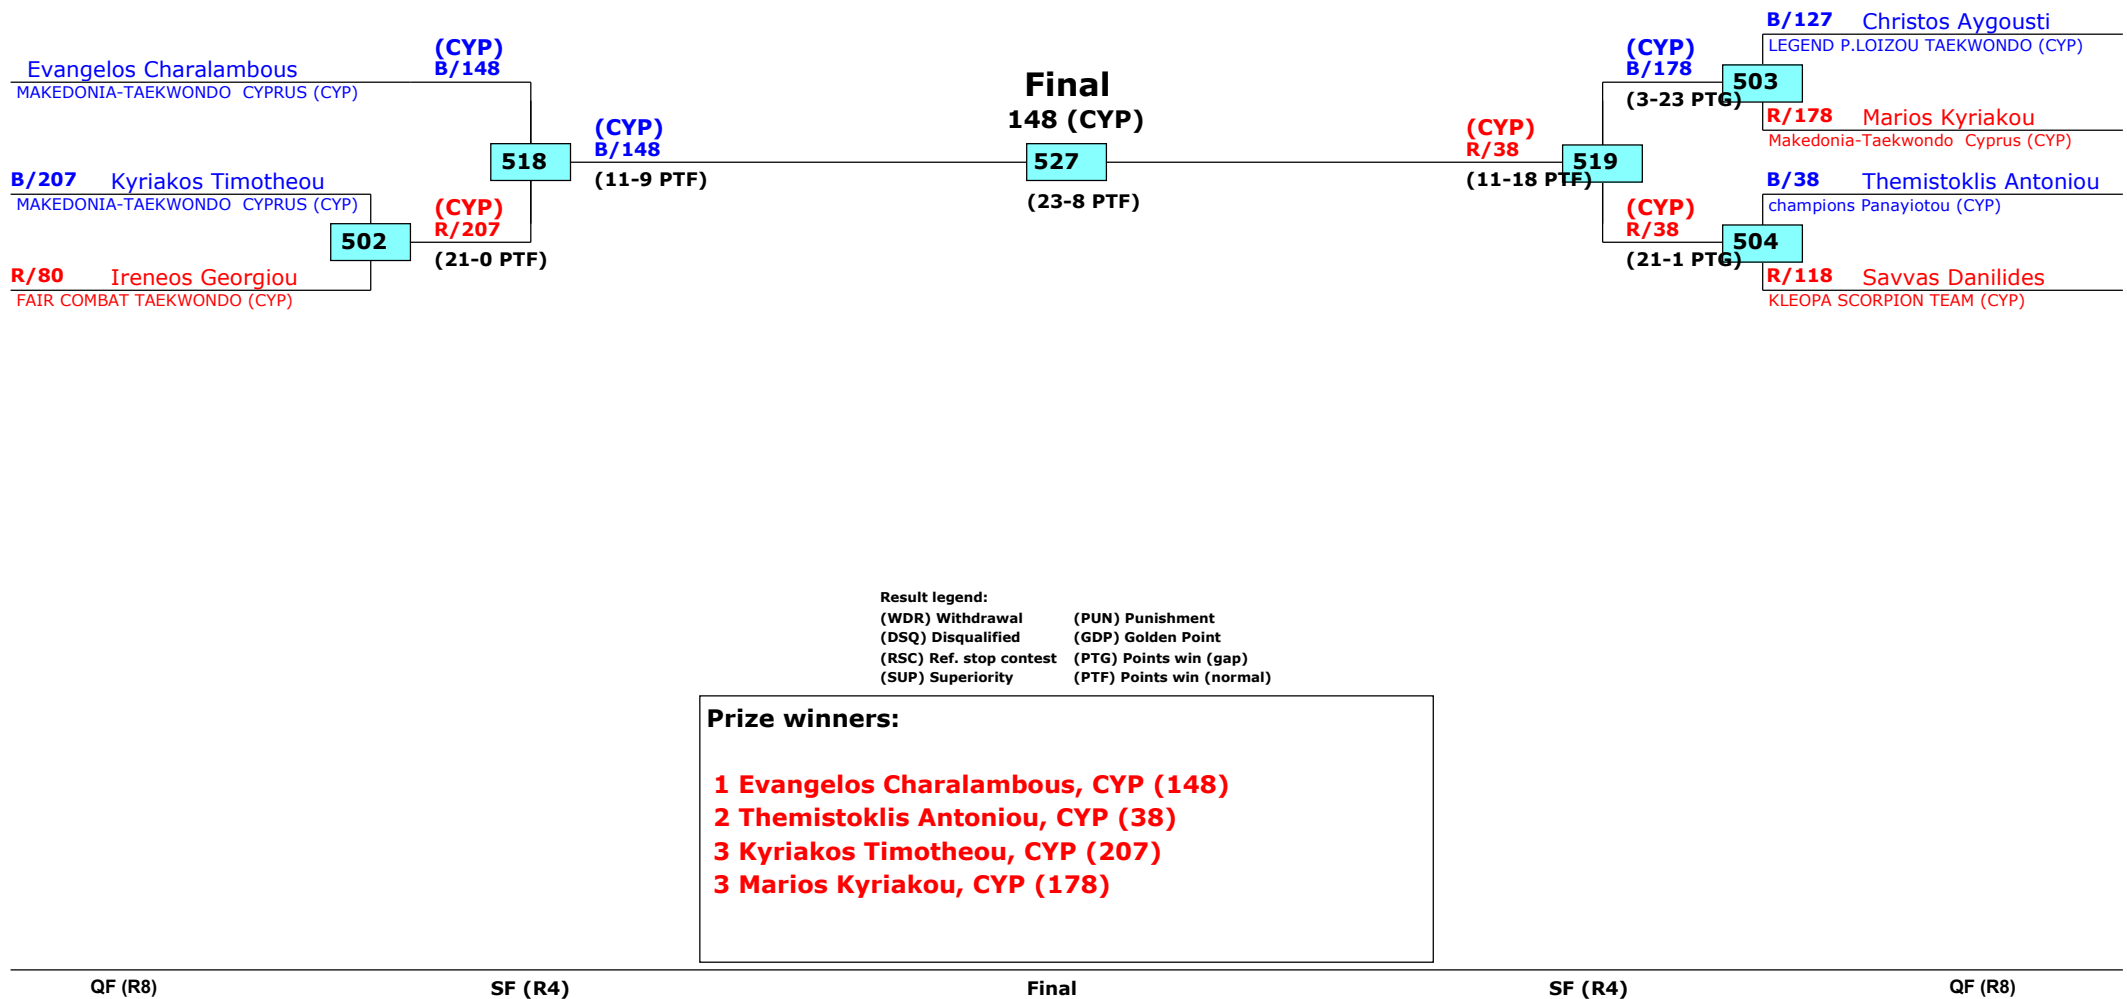 B/127 Christos Aygousti
LEGEND P.LOIZOU TAEKWONDO (CYP)
(CYP)
B/148
Evangelos Charalambous
MAKEDONIA-TAEKWONDO CYPRUS (CYP)
Final
148 (CYP)
(CYP)
B/178
503
(3-23 PTG)
R/178 Marios Kyriakou
Makedonia-Taekwondo Cyprus (CYP)
(CYP)
B/148
518
(11-9 PTF)
527
(23-8 PTF)
(CYP)
R/38
519
(11-18 PTF)
B/207 Kyriakos Timotheou
MAKEDONIA-TAEKWONDO CYPRUS (CYP)
B/38 Themistoklis Antoniou
champions Panayiotou (CYP)
(CYP)
R/207
502
(21-0 PTF)
(CYP)
R/38
504
(21-1 PTG)
R/80 Ireneos Georgiou
FAIR COMBAT TAEKWONDO (CYP)
R/118 Savvas Danilides
KLEOPA SCORPION TEAM (CYP)
Result legend:
(WDR) Withdrawal (PUN) Punishment
(DSQ) Disqualified (GDP) Golden Point
(RSC) Ref. stop contest (PTG) Points win (gap)
(SUP) Superiority (PTF) Points win (normal)
Prize winners:
1 Evangelos Charalambous, CYP (148)
2 Themistoklis Antoniou, CYP (38)
3 Kyriakos Timotheou, CYP (207)
3 Marios Kyriakou, CYP (178)
QF (R8) SF (R4) Final SF (R4) QF (R8)